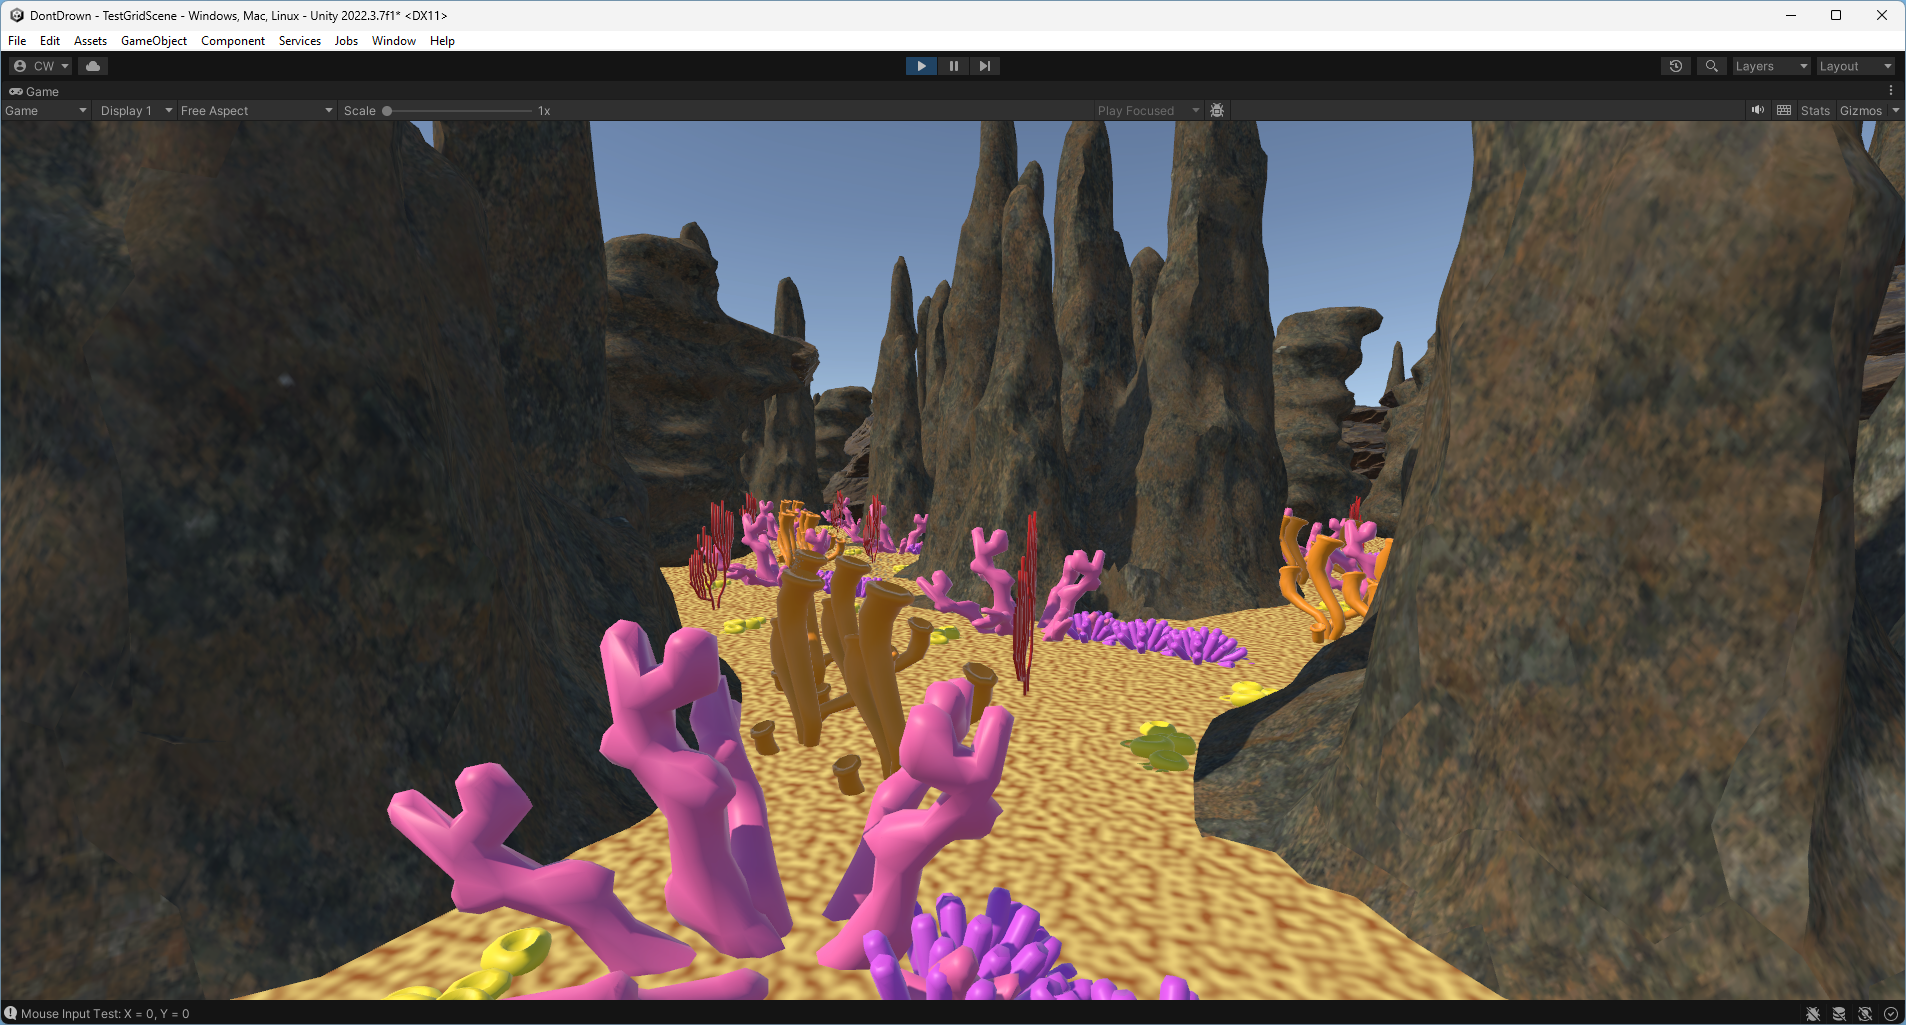 DontDrown - TestGridScene - Windows, Mac, Linux - Unity 2022.3.7f1* <DX11>
File Edit Assets GameObject Component Services Jobs Window Help
CW Layers Layout
Game
Game Display 1 Free Aspect Scale 1x Play Focused Stats Gizmos
Mouse Input Test: X = 0, Y = 0